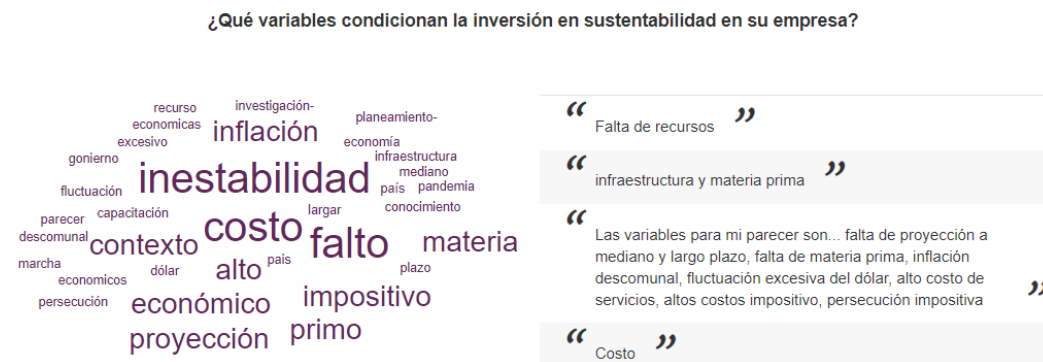 ¿Qué variables condicionan la inversión en sustentabilidad en su empresa?
recurso
investigación-
economicas
inflación
planeamiento-
excesivo
economía
gonierno
infraestructura
inestabilidad
mediano
fluctuación
país
pandemia
parecer
capacitación
largar
conocimiento
descomunal
contexto
costo
falto
materia
marcha
economicos
dólar
alto
pais
plazo
persecución
económico
impositivo
proyección
primo
“ Falta de recursos ”
“ infraestructura y materia prima ”
“ Las variables para mi parecer son... falta de proyección a
mediano y largo plazo, falta de materia prima, inflación
descomunal, fluctuación excesiva del dólar, alto costo de
servicios, altos costos impositivo, persecución impositiva ”
“ Costo ”